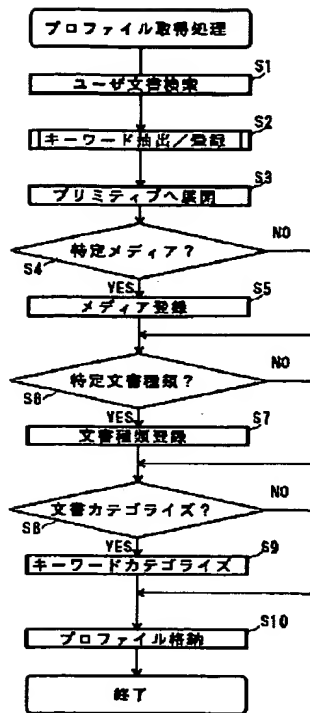 プロファイル取得処理
S1
ユーザ文書検索
S2
キーワード抽出/登録
S3
プリミティブへ展開
特定メディア?
NO
S4
YES
S5
メディア登録
特定文書種類?
NO
S6
YES
S7
文書種類登録
文書カテゴライズ?
NO
S8
YES
S9
キーワードカテゴライズ
S10
プロファイル格納
終了